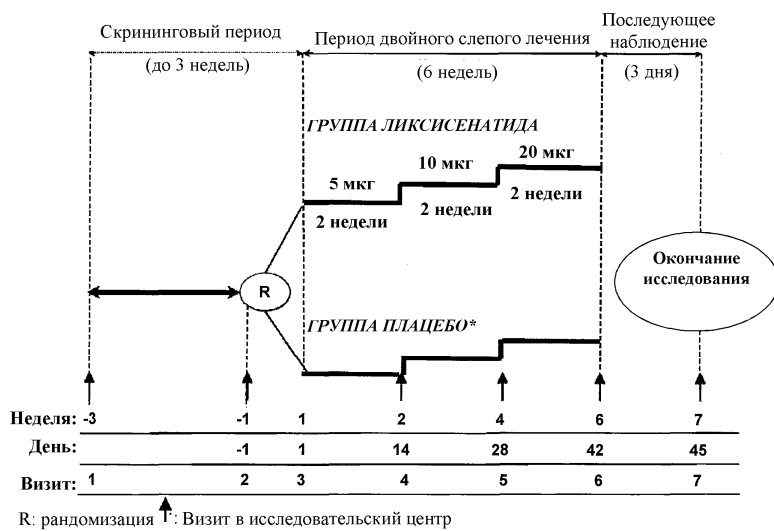 Скрининговый период
(до 3 недель)
Период двойного слепого лечения
(6 недель)
Последующее
наблюдение
(3 дня)
ГРУППА ЛИКСИСЕНАТИДА
5 мкг
10 мкг
20 мкг
2 недели
2 недели
2 недели
R
Окончание
исследования
ГРУППА ПЛАЦЕБО*
Неделя: -3 -1 1 2 4 6 7
День: -1 1 14 28 42 45
Визит: 1 2 3 4 5 6 7
R: рандомизация : Визит в исследовательский центр